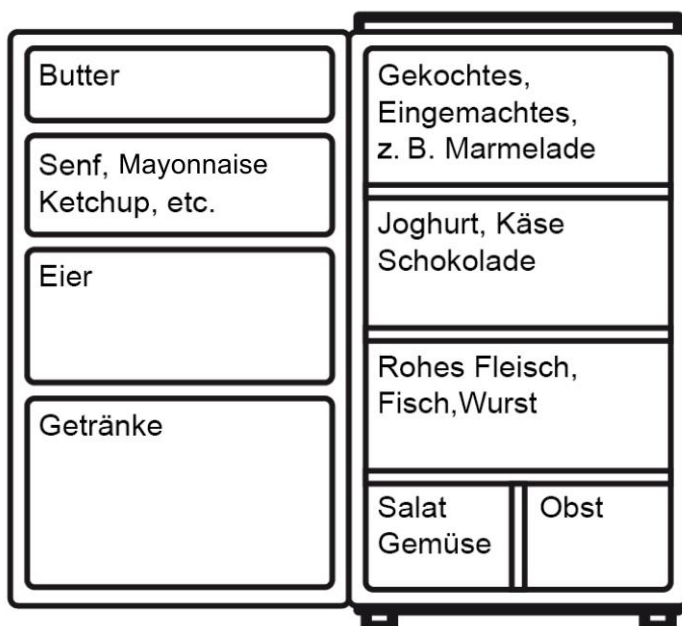 Butter
Senf, Mayonnaise
Ketchup, etc.
Eier
Getränke
Gekochtes,
Eingemachtes,
z. B. Marmelade
Joghurt, Käse
Schokolade
Rohes Fleisch,
Fisch,Wurst
Salat
Gemüse
Obst